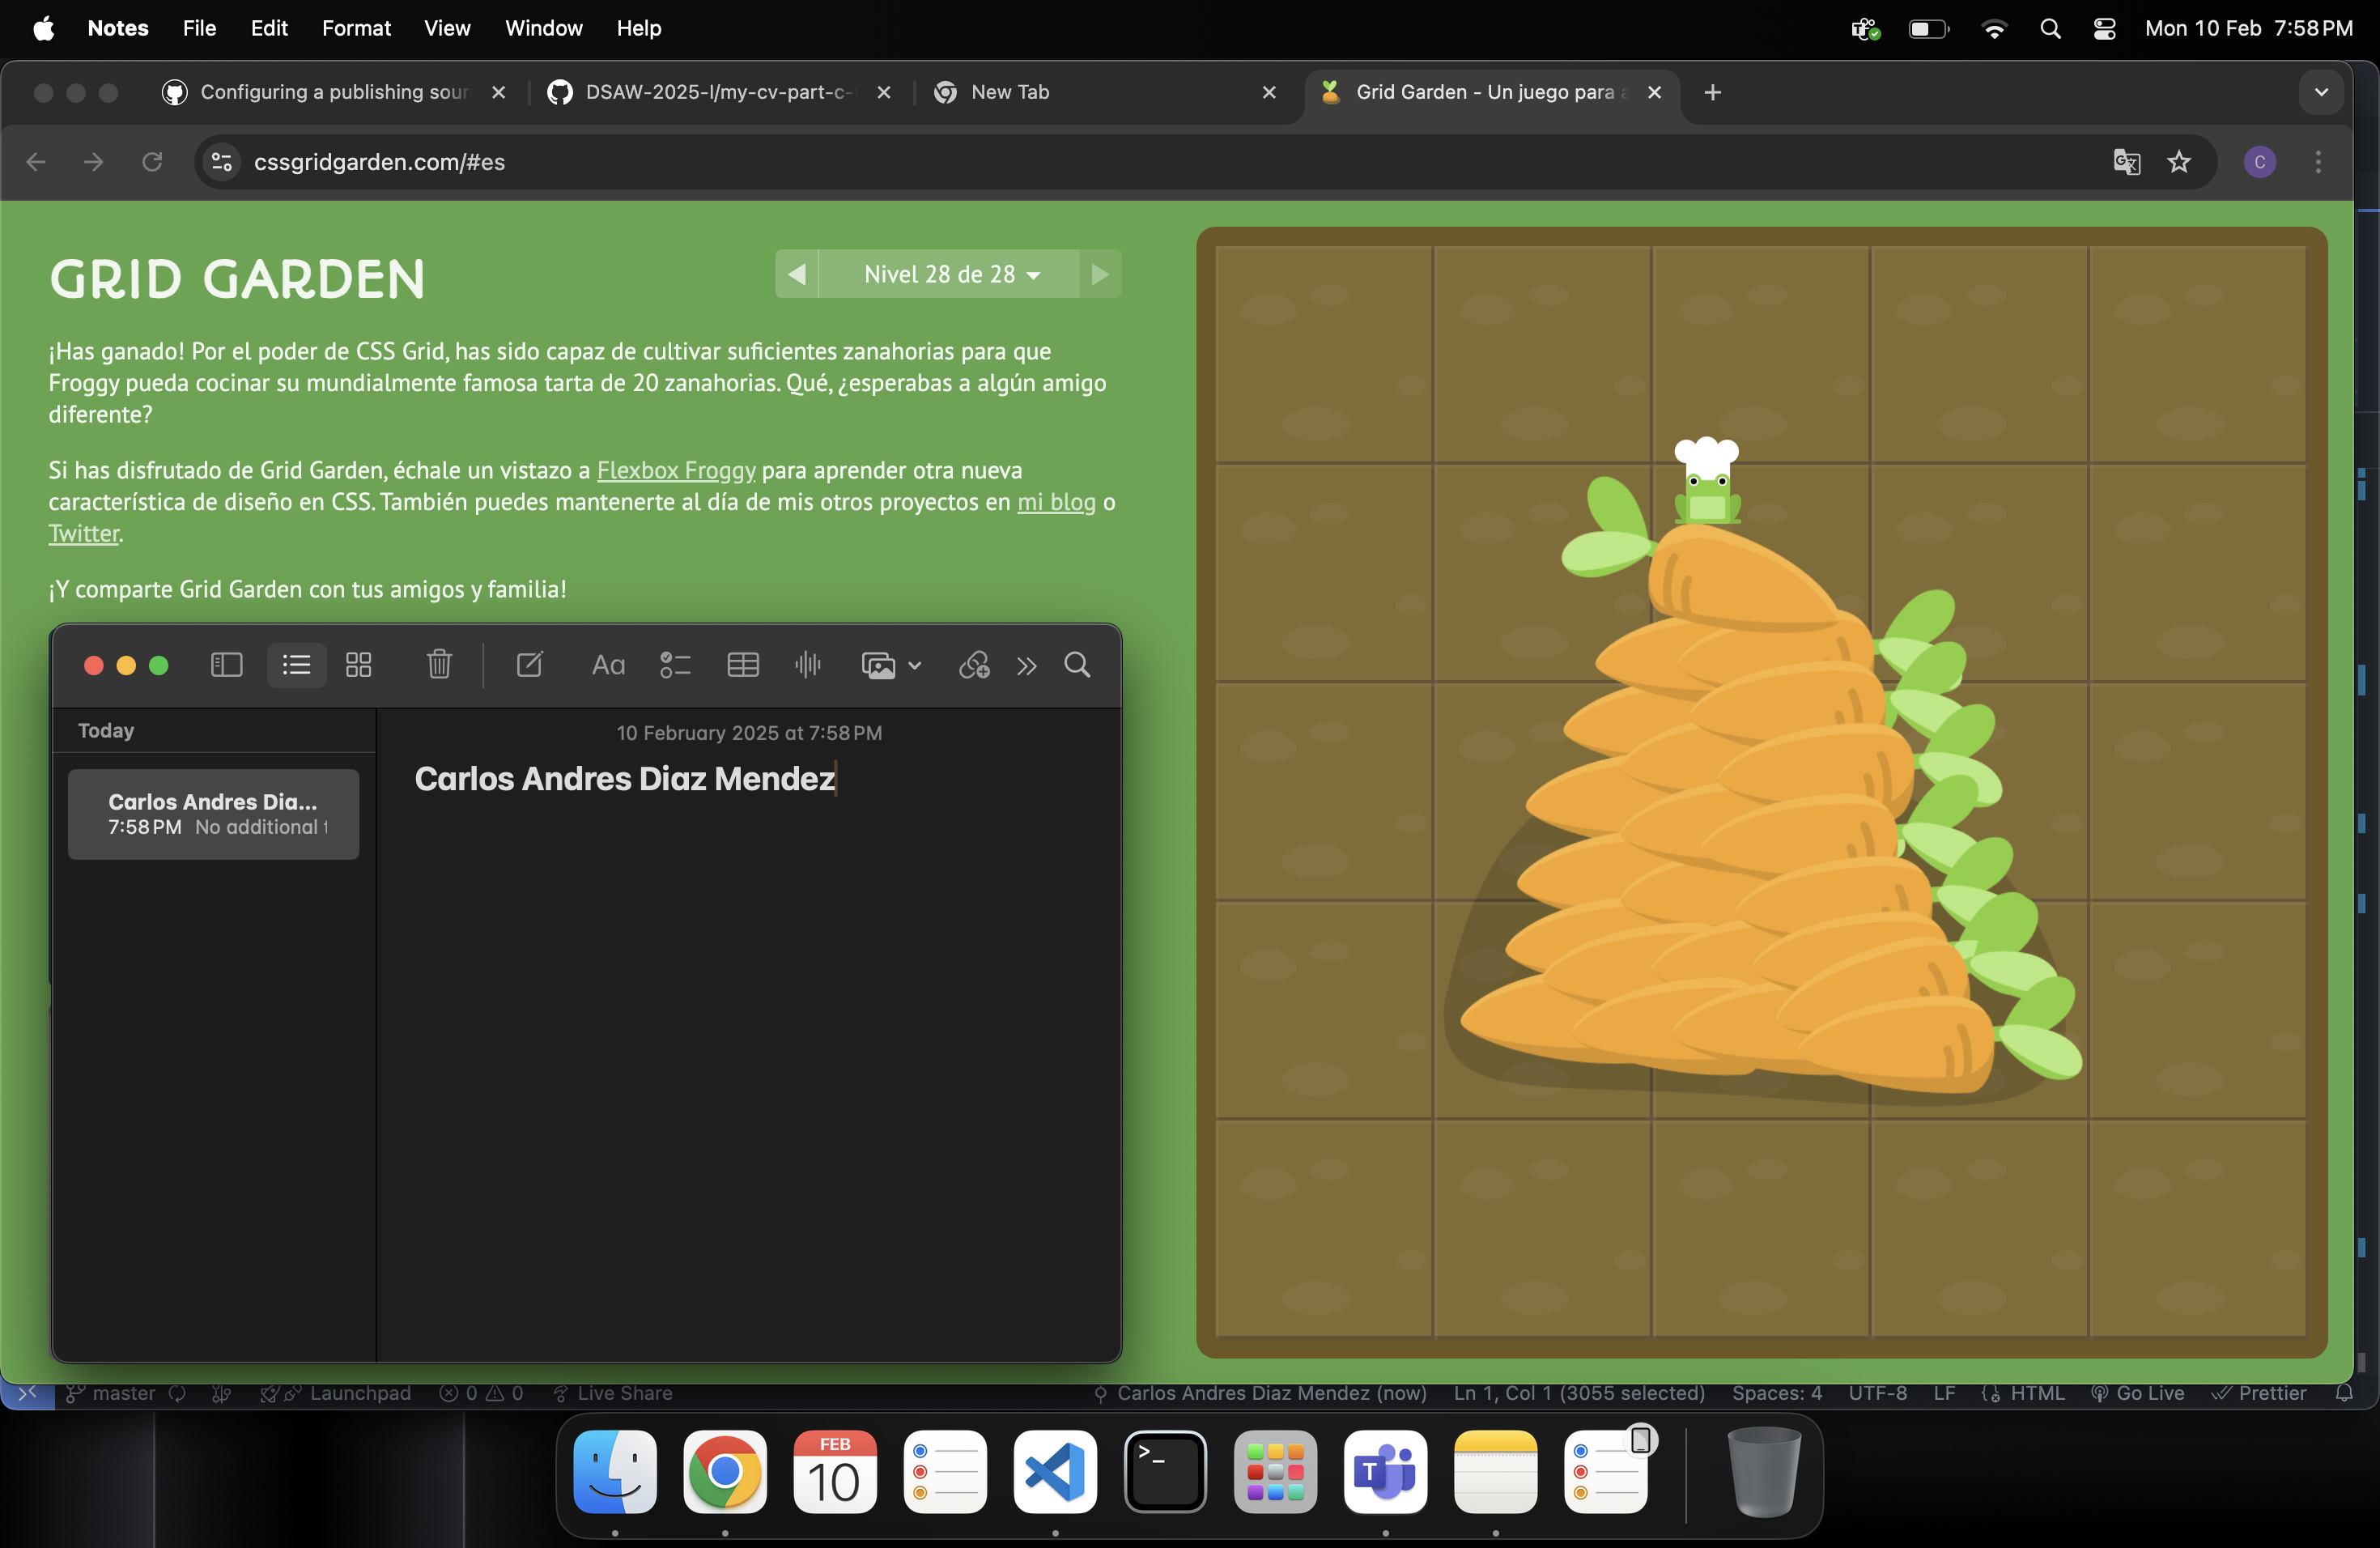 Notes File Edit Format View Window Help Mon 10 Feb 7:58 PM
Configuring a publishing sour DSAW-2025-I/my-cv-part-c- New Tab Grid Garden - Un juego para a
cssgridgarden.com/#es C
GRID GARDEN
Nivel 28 de 28
¡Has ganado! Por el poder de CSS Grid, has sido capaz de cultivar suficientes zanahorias para que
Froggy pueda cocinar su mundialmente famosa tarta de 20 zanahorias. Qué, ¿esperabas a algún amigo
diferente?
Si has disfrutado de Grid Garden, échale un vistazo a Flexbox Froggy para aprender otra nueva
característica de diseño en CSS. También puedes mantenerte al día de mis otros proyectos en mi blog o
Twitter.
¡Y comparte Grid Garden con tus amigos y familia!
Aa
Today
Carlos Andres Dia...
7:58 PM No additional t
10 February 2025 at 7:58 PM
Carlos Andres Diaz Mendez
master Launchpad 0 0 Live Share Carlos Andres Diaz Mendez (now) Ln 1, Col 1 (3055 selected) Spaces: 4 UTF-8 LF HTML Go Live Prettier
FEB
10
>_
T